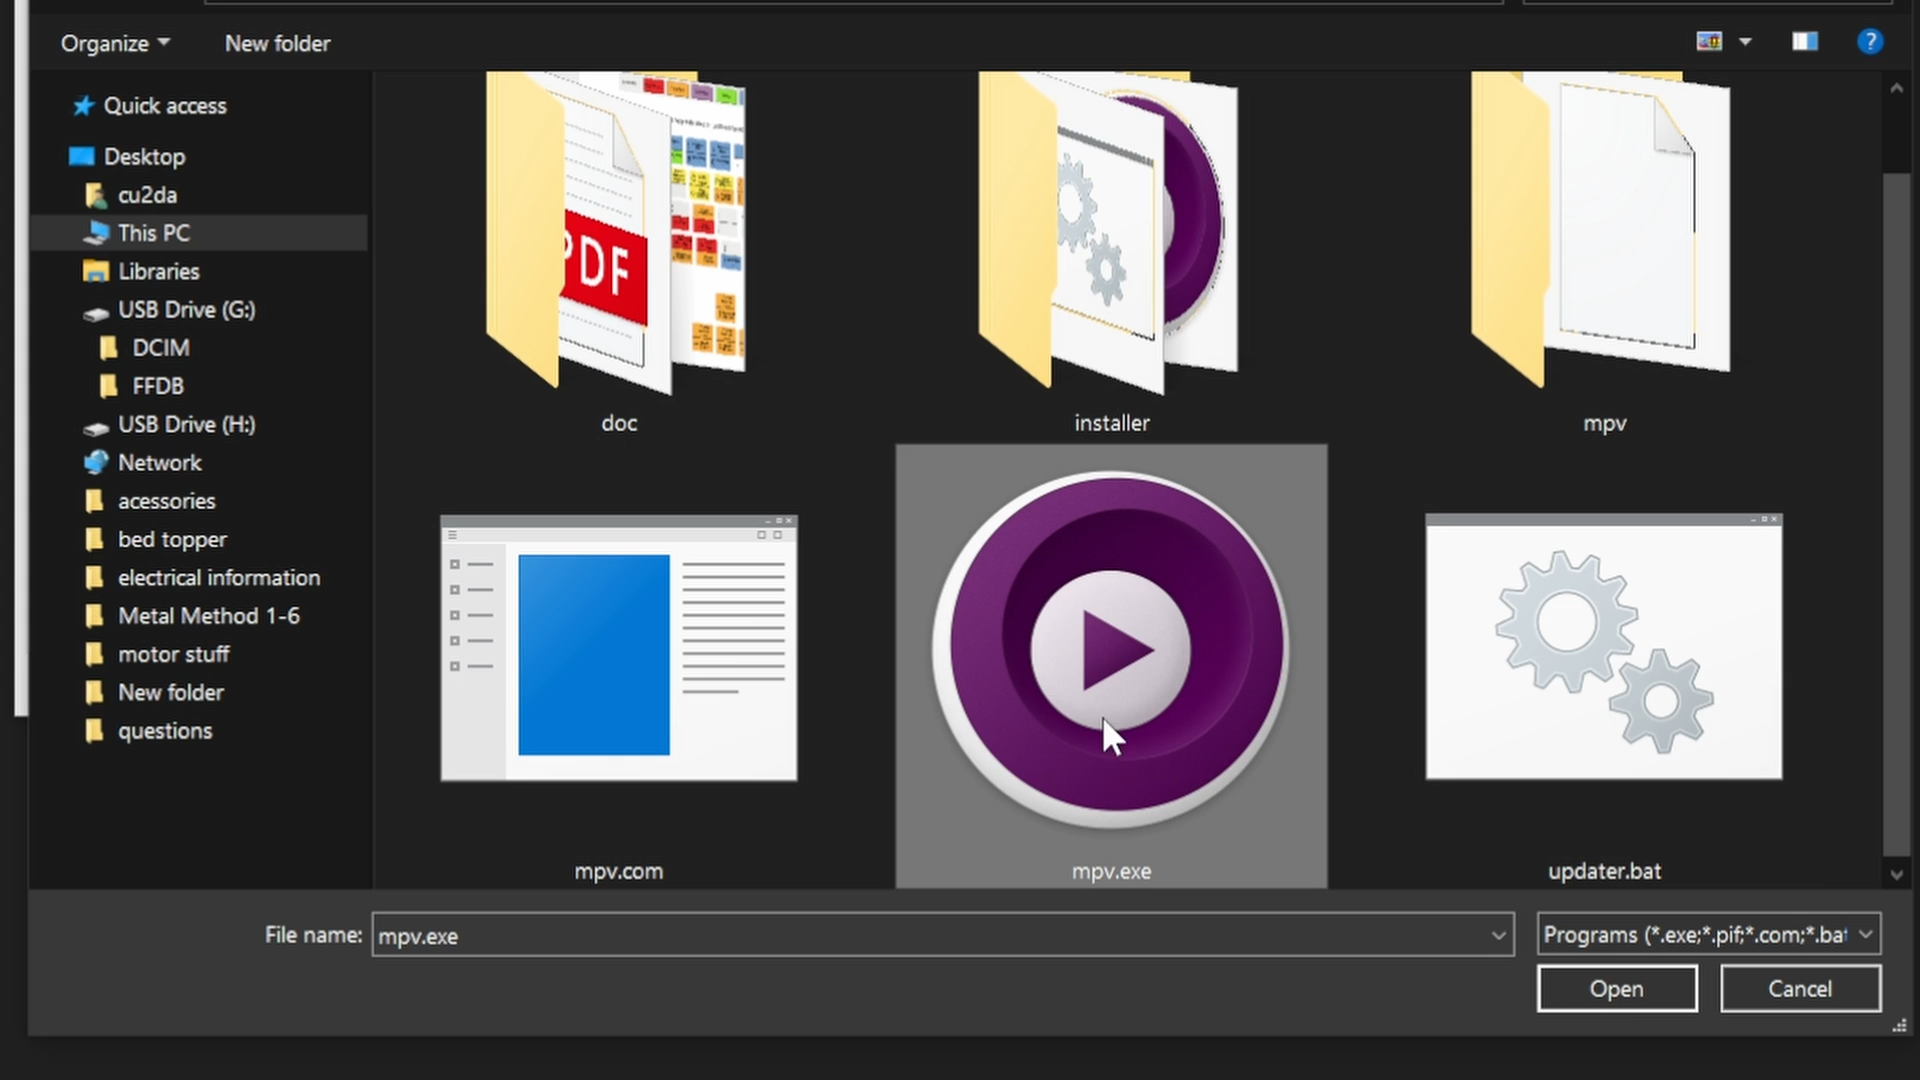 Organize
New folder
Quick access
Desktop
cu2da
This PC
Libraries
USB Drive (G:)
DCIM
FFDB
USB Drive (H:)
Network
acessories
bed topper
electrical information
Metal Method 1-6
motor stuff
New folder
questions
PDF
doc
installer
mpv
mpv.com
mpv.exe
updater.bat
File name:
mpv.exe
Programs (*.exe;*.pif;*.com;*.bat
Open
Cancel